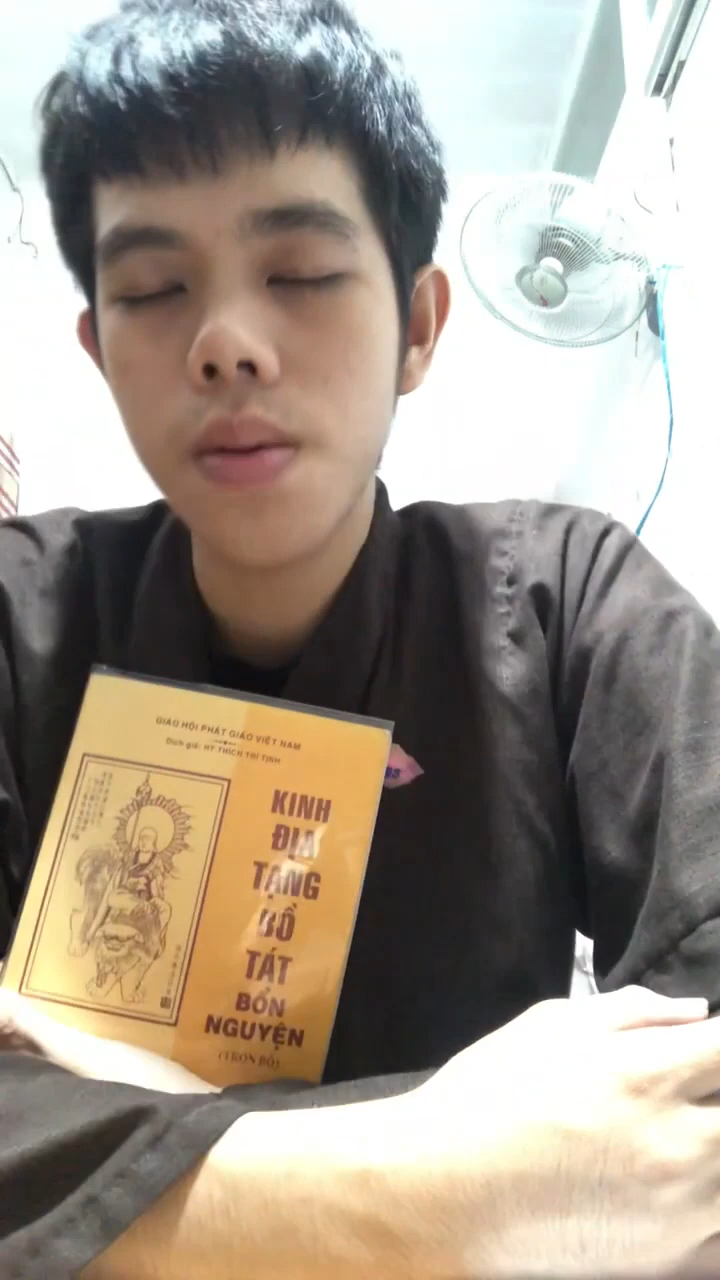 GIÁO HỘI PHẬT GIÁO VIỆT NAM
Dịch giả: HT THÍCH TRÍ TỊNH
KINH
ĐỊA
TẠNG
BỒ
TÁT
BỔN
NGUYỆN
(TRỌN BỘ)